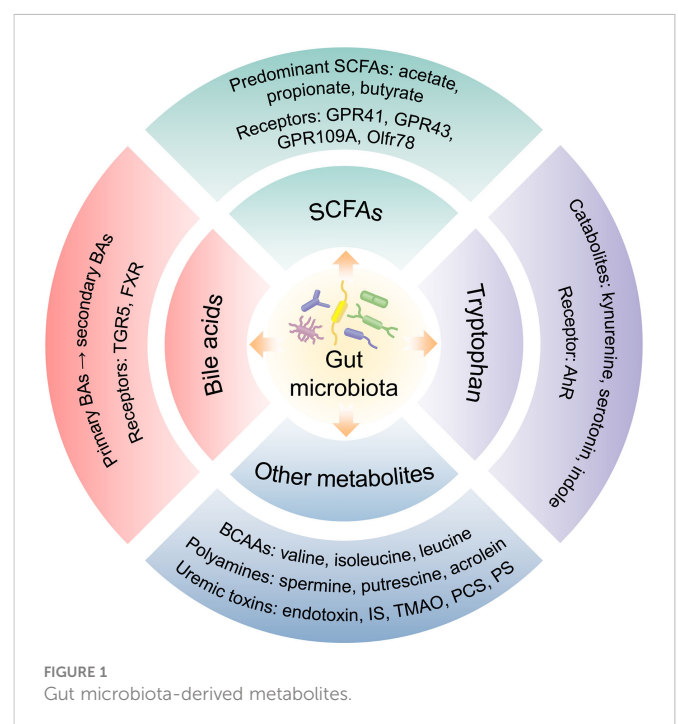 Predominant SCFAs: acetate,
propionate, butyrate
Receptors: GPR41, GPR43,
GPR109A, Olfr78
SCFAs
Primary BAs → secondary BAs
Receptors: TGR5, FXR
Bile acids
Gut
microbiota
Tryptophan
Catabolites: kynurenine, serotonin, indole
Receptor: AhR
Other metabolites
BCAAs: valine, isoleucine, leucine
Polyamines: spermine, putrescine, acrolein
Uremic toxins: endotoxin, IS, TMAO, PCS, PS
FIGURE 1
Gut microbiota-derived metabolites.